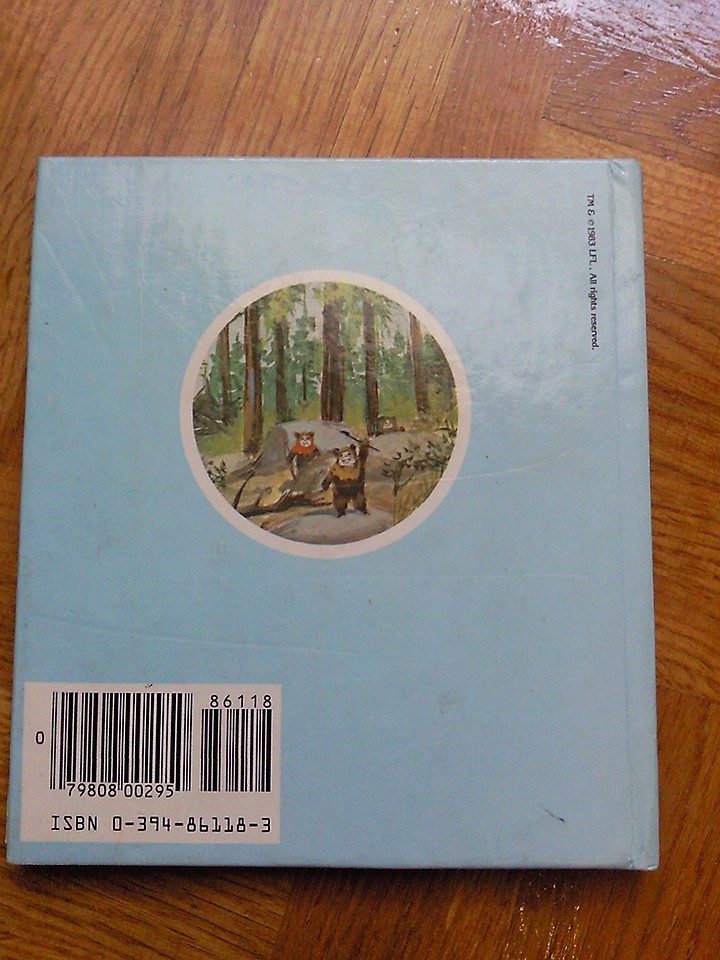 TM & © 1983 LFL. All rights reserved.
86118
0
79808 00295
ISBN 0-394-86118-3